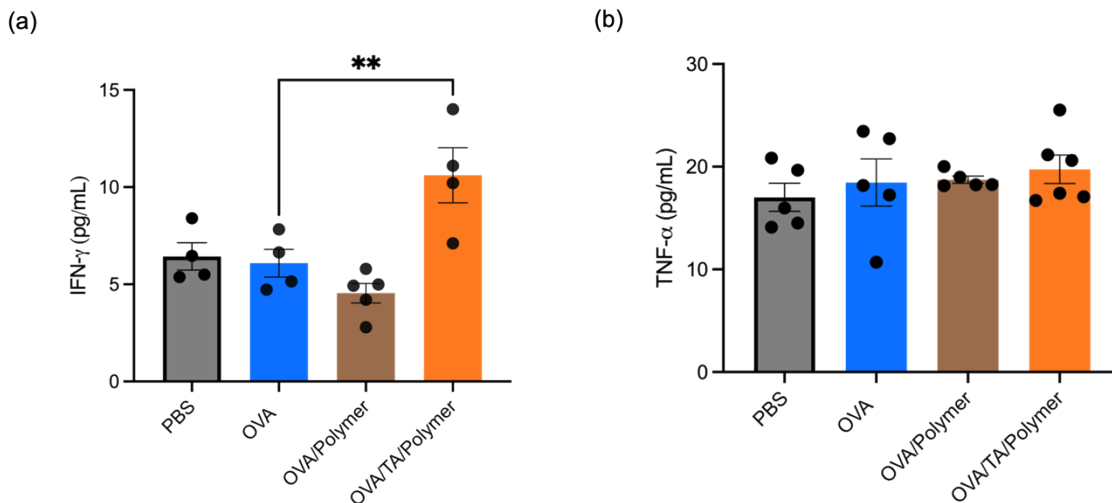 (a)
**
15
10
5
0
IFN-γ (pg/mL)
PBS
OVA
OVA/Polymer
OVA/TA/Polymer
(b)
30
20
10
0
TNF-α (pg/mL)
PBS
OVA
OVA/Polymer
OVA/TA/Polymer